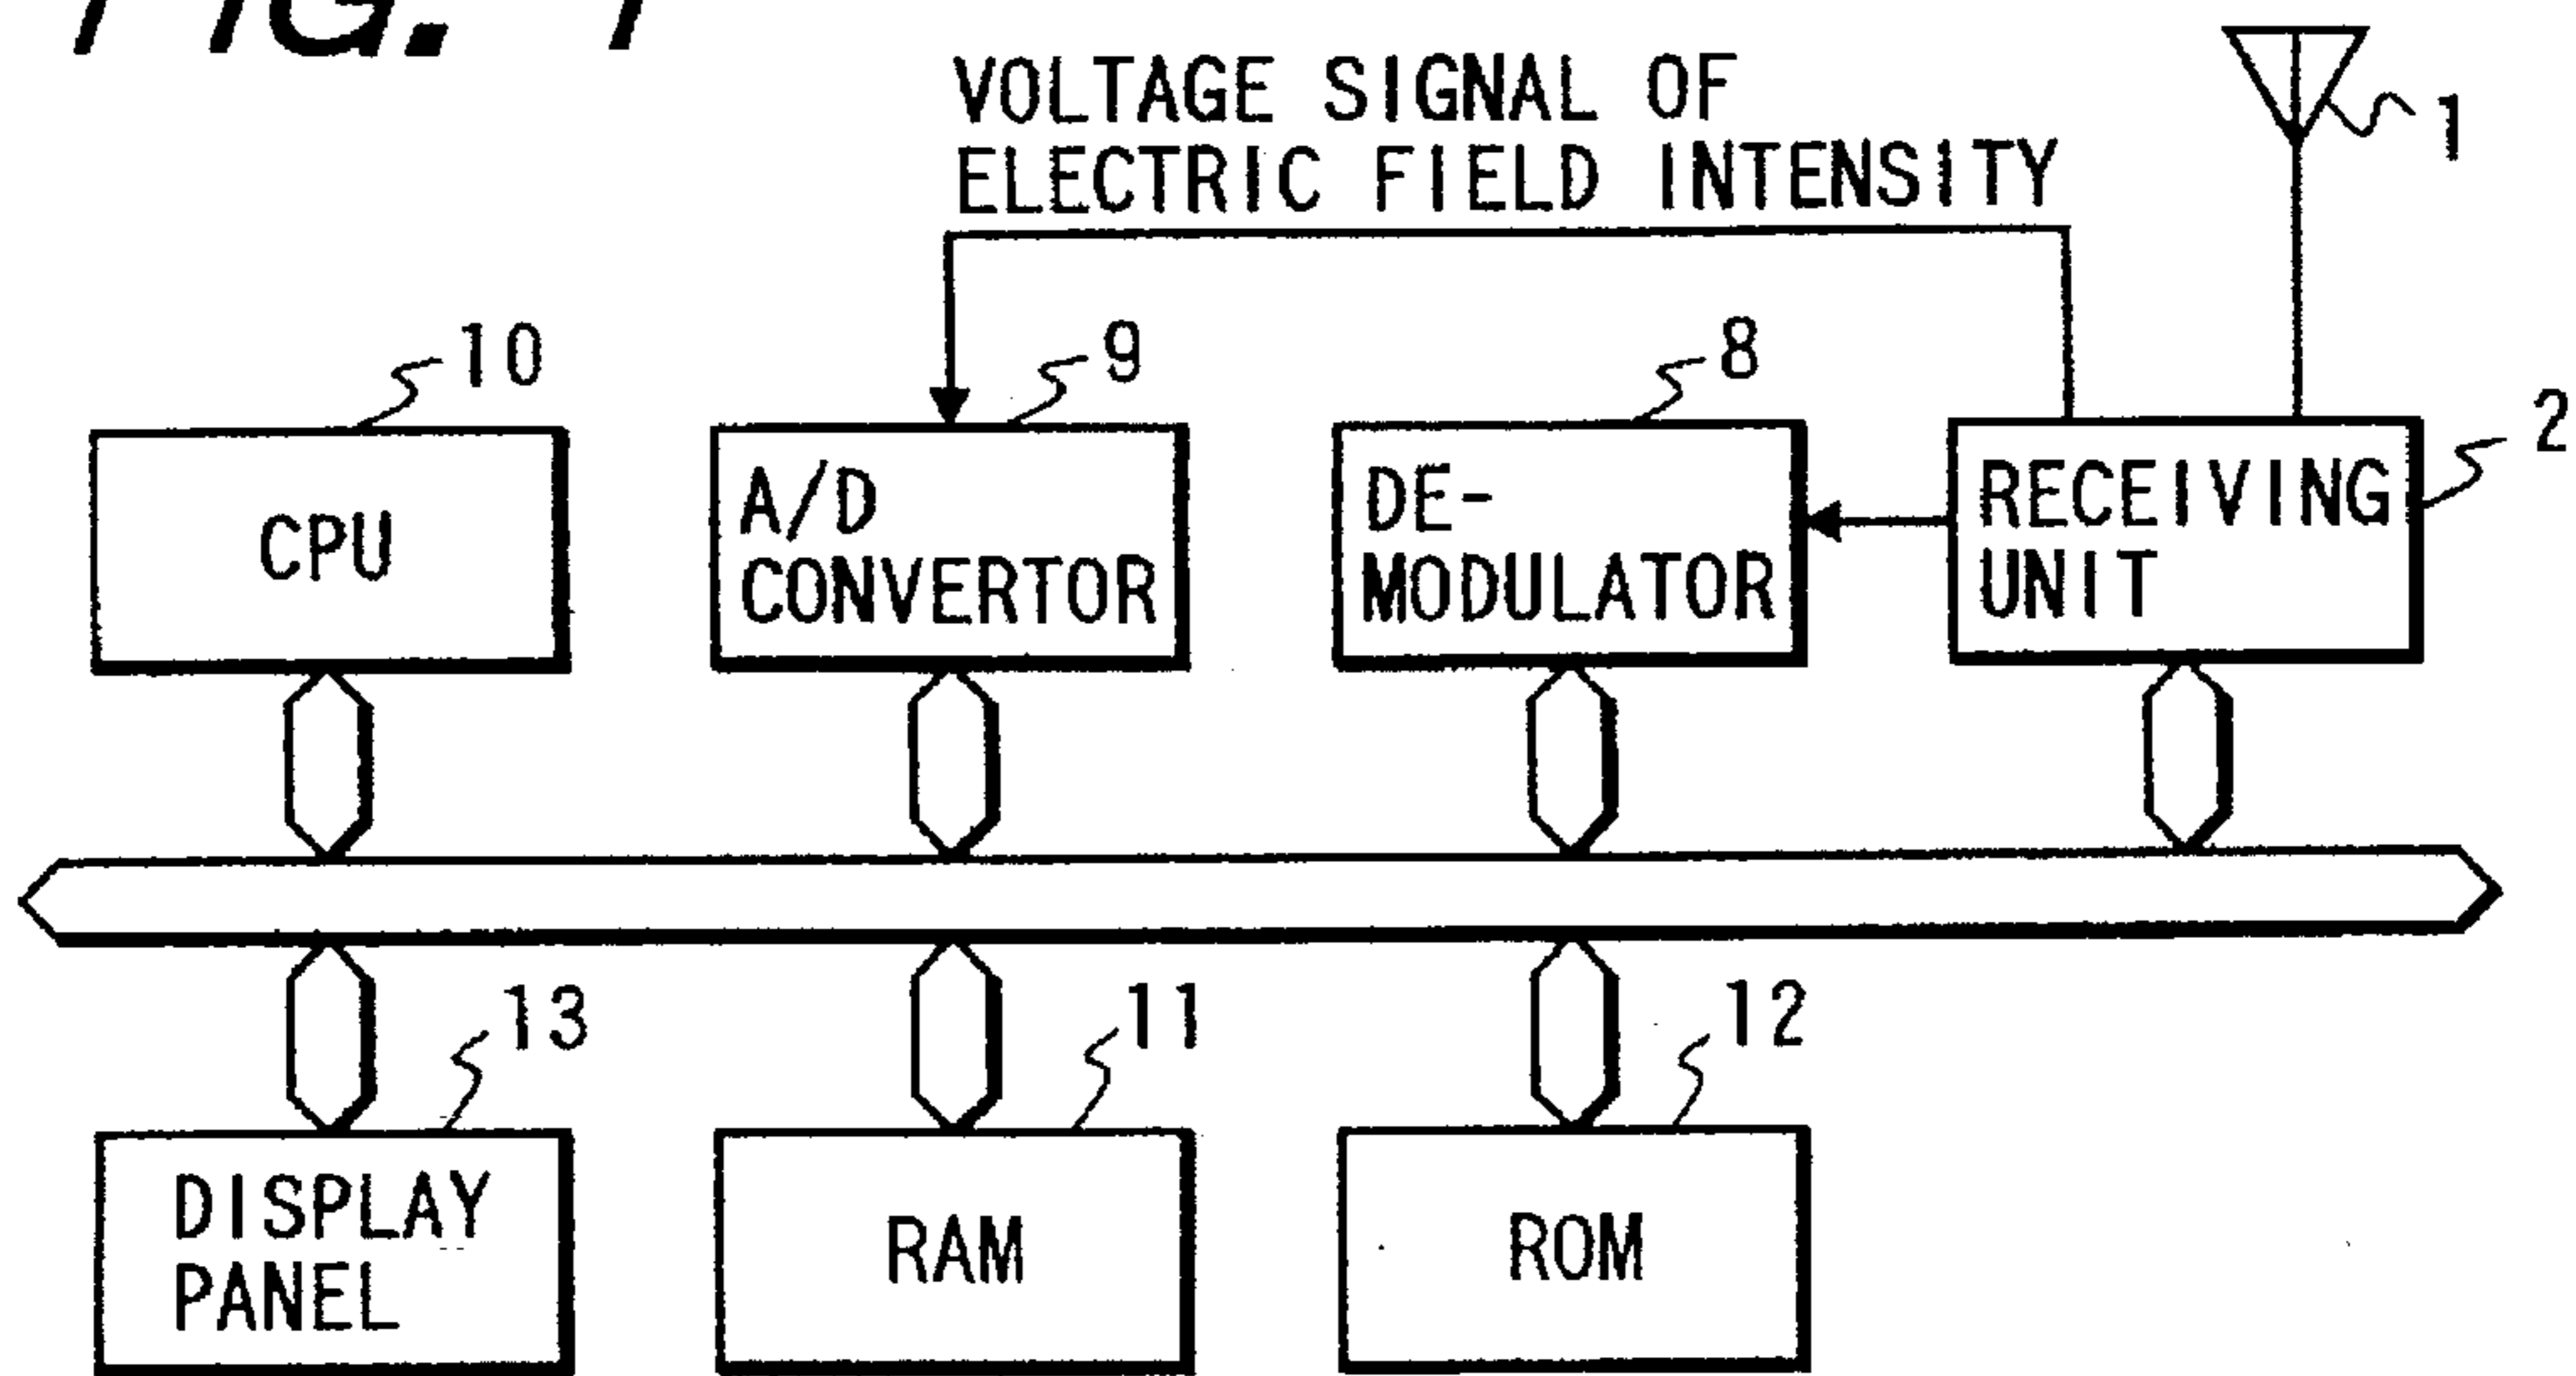 FIG. 1
VOLTAGE SIGNAL OF
ELECTRIC FIELD INTENSITY
1
10
9
8
2
CPU
A/D
CONVERTOR
DE-
MODULATOR
RECEIVING
UNIT
13
11
12
DISPLAY
PANEL
RAM
ROM